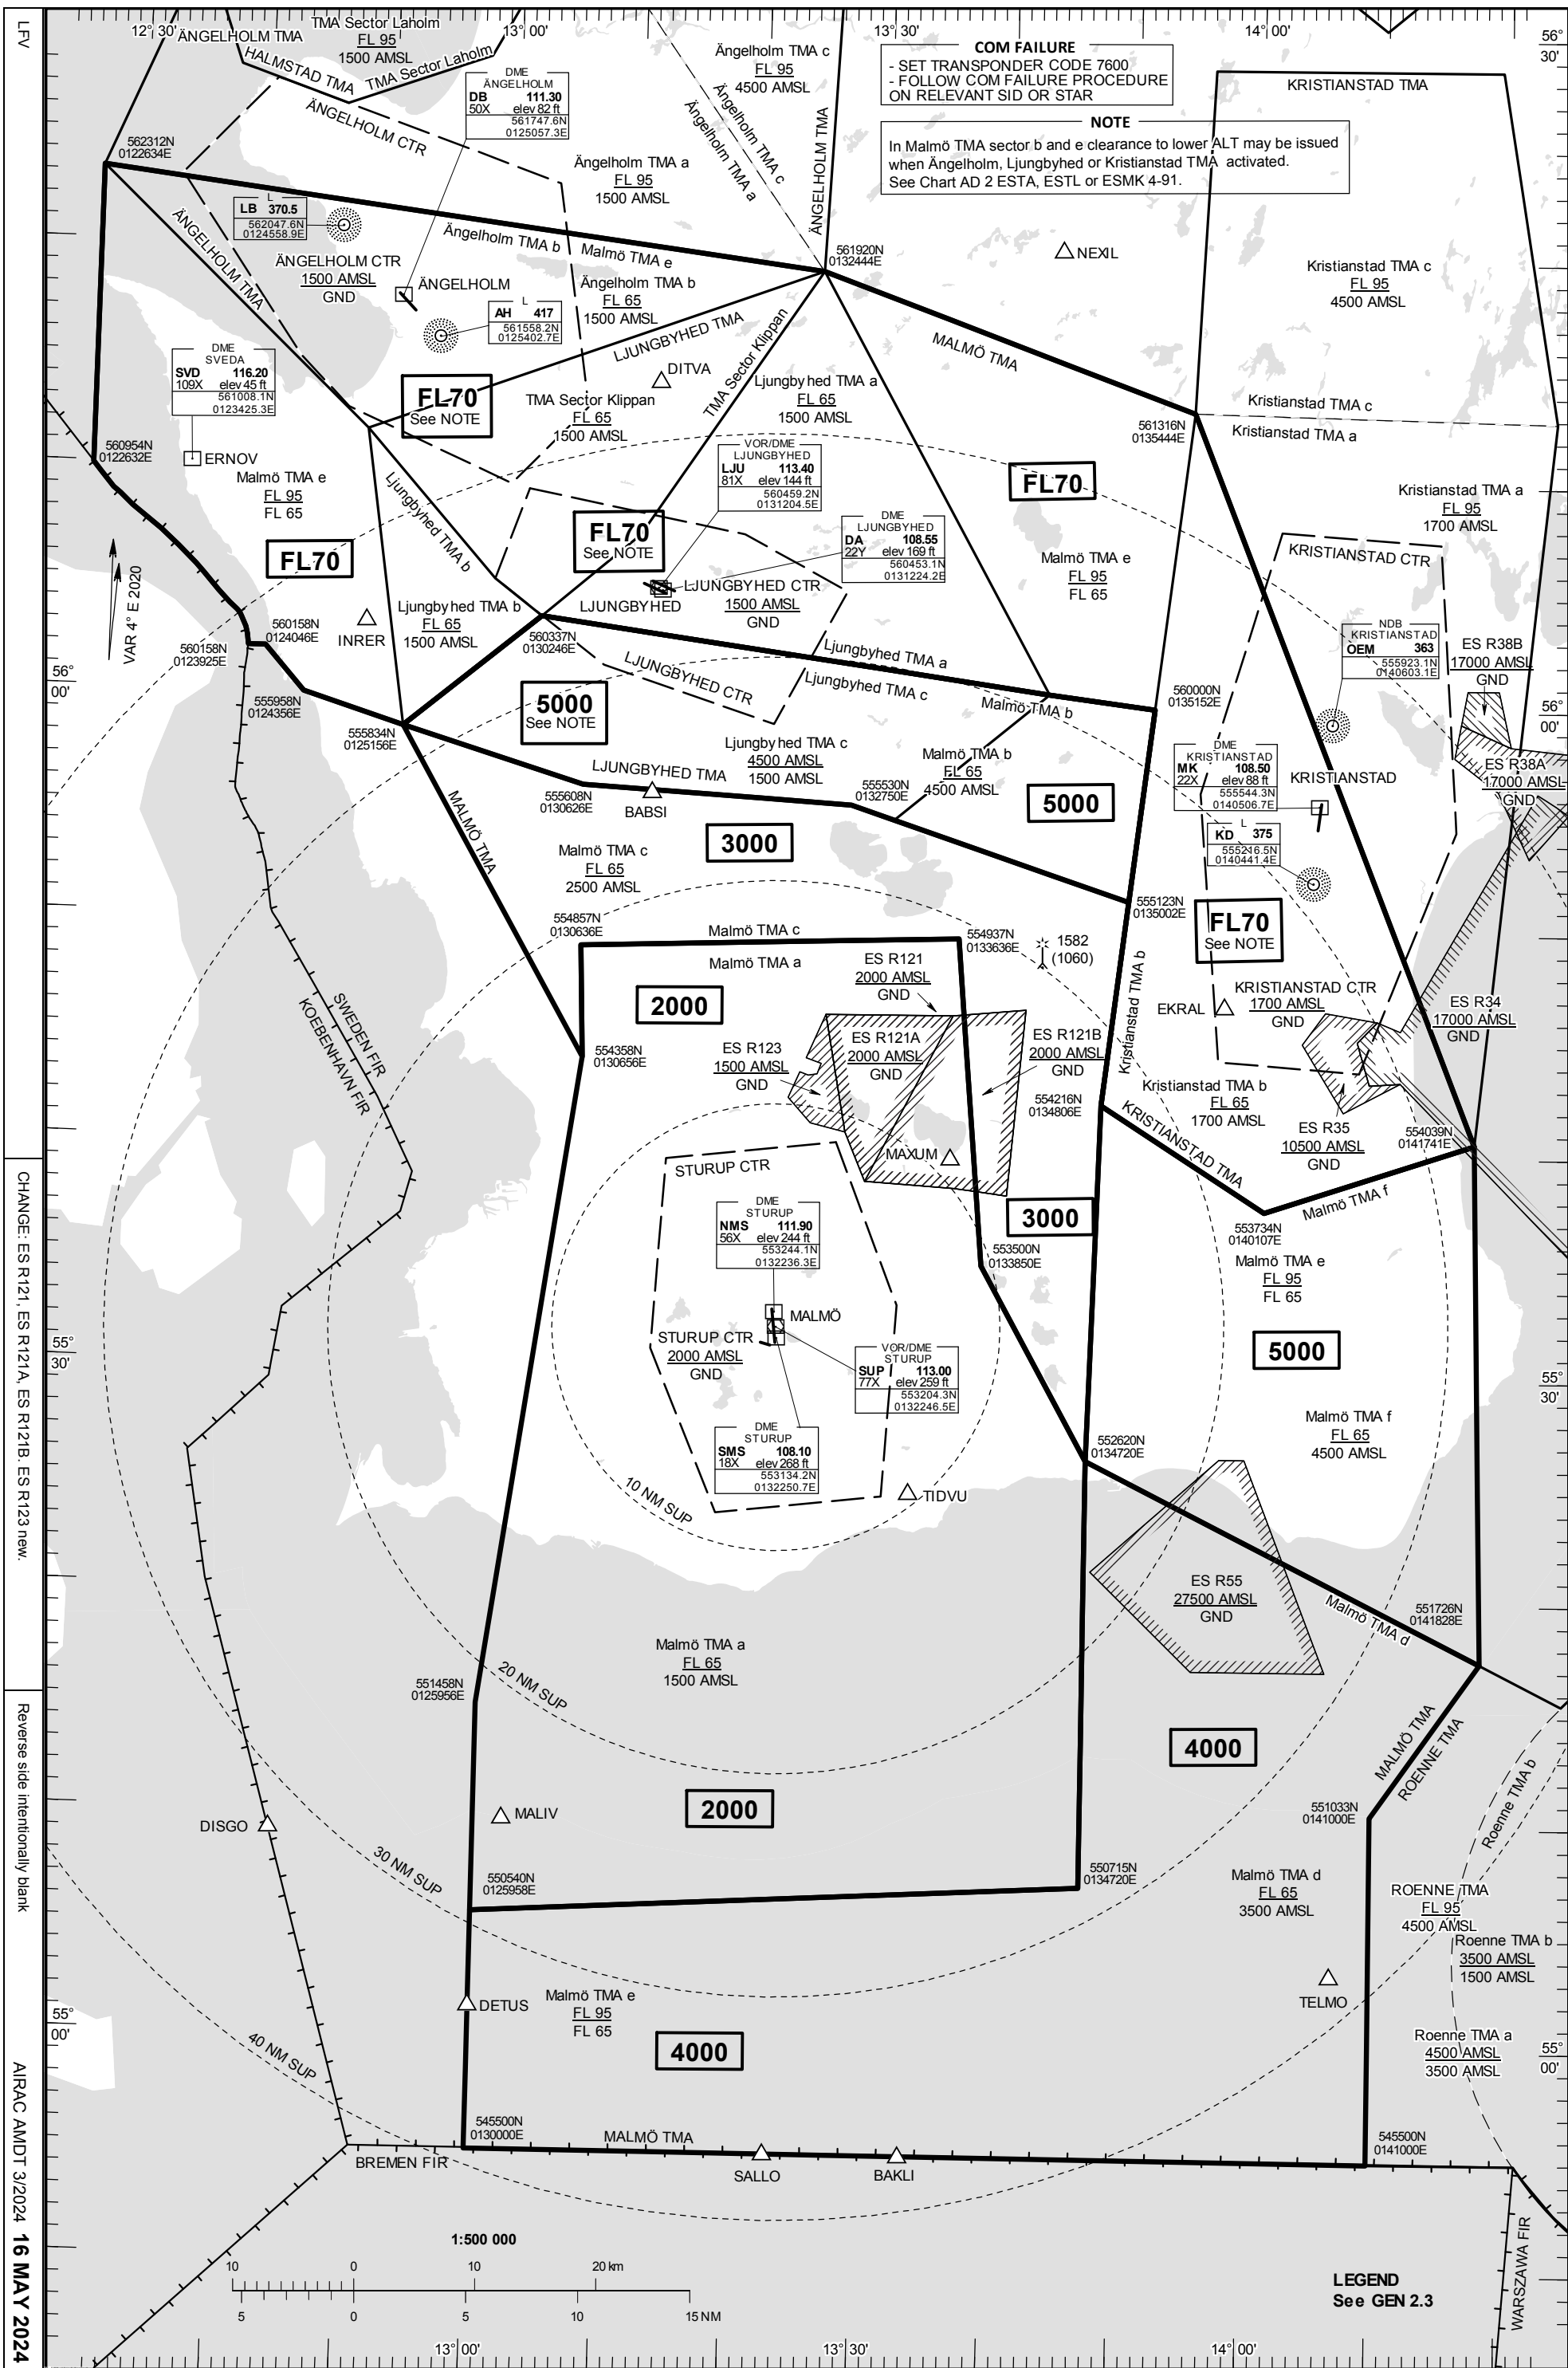 LFV
CHANGE: ES R121, ES R121A, ES R121B. ES R123 new.
Reverse side intentionally blank
AIRAC AMDT 3/2024 16 MAY 2024
12° 30'
13° 00'
13° 30'
14° 00'
56°
30'
ÄNGELHOLM TMA
TMA Sector Laholm
FL 95
1500 AMSL
HALMSTAD TMA
TMA Sector Laholm
ÄNGELHOLM CTR
DME
ÄNGELHOLM
DB 111.30
50X elev 82 ft
561747.6N
0125057.3E
Ängelholm TMA c
FL 95
4500 AMSL
Ängelholm TMA c
Ängelholm TMA a
ÄNGELHOLM TMA
COM FAILURE
- SET TRANSPONDER CODE 7600
- FOLLOW COM FAILURE PROCEDURE
ON RELEVANT SID OR STAR
NOTE
In Malmö TMA sector b and e clearance to lower ALT may be issued
when Ängelholm, Ljungbyhed or Kristianstad TMA activated.
See Chart AD 2 ESTA, ESTL or ESMK 4-91.
KRISTIANSTAD TMA
562312N
0122634E
Ängelholm TMA a
FL 95
1500 AMSL
L
LB 370.5
562047.6N
0124558.9E
ÄNGELHOLM TMA
Ängelholm TMA b
Malmö TMA e
561920N
0132444E
NEXIL
ÄNGELHOLM CTR
1500 AMSL
GND
ÄNGELHOLM
Ängelholm TMA b
FL 65
1500 AMSL
Kristianstad TMA c
FL 95
4500 AMSL
L
AH 417
561558.2N
0125402.7E
LJUNGBYHED TMA
TMA Sector Klippan
MALMÖ TMA
DME
SVEDA
SVD 116.20
109X elev 45 ft
561008.1N
0123425.3E
FL70
See NOTE
DITVA
TMA Sector Klippan
FL 65
1500 AMSL
Ljungbyhed TMA a
FL 65
1500 AMSL
561316N
0135444E
Kristianstad TMA c
Kristianstad TMA a
560954N
0122632E
ERNOV
Malmö TMA e
FL 95
FL 65
VOR/DME
LJUNGBYHED
LJU 113.40
81X elev 144 ft
560459.2N
0131204.5E
FL70
Kristianstad TMA a
FL 95
1700 AMSL
Ljungbyhed TMA b
FL70
FL70
See NOTE
DME
LJUNGBYHED
DA 108.55
22Y elev 169 ft
560453.1N
0131224.2E
Malmö TMA e
FL 95
FL 65
KRISTIANSTAD CTR
VAR 4° E 2020
LJUNGBYHED
LJUNGBYHED CTR
1500 AMSL
GND
INRER
Ljungbyhed TMA b
FL 65
1500 AMSL
560158N
0124046E
560158N
0123925E
560337N
0130246E
Ljungbyhed TMA a
Ljungbyhed TMA c
LJUNGBYHED CTR
NDB
KRISTIANSTAD
OEM 363
555923.1N
0140603.1E
ES R38B
17000 AMSL
GND
56°
00'
555958N
0124356E
5000
See NOTE
Malmö TMA b
560000N
0135152E
56°
00'
555834N
0125156E
Ljungbyhed TMA c
4500 AMSL
1500 AMSL
Malmö TMA b
FL 65
4500 AMSL
DME
KRISTIANSTAD
MK 108.50
22X elev 88 ft
555544.3N
0140506.7E
KRISTIANSTAD
ES R38A
17000 AMSL
GND
LJUNGBYHED TMA
555608N
0130626E
BABSI
555530N
0132750E
5000
MALMÖ TMA
3000
L
KD 375
555216.5N
0140441.4E
Malmö TMA c
FL 65
2500 AMSL
555123N
0135002E
FL70
See NOTE
554857N
0130636E
Malmö TMA c
Malmö TMA a
554937N
0133636E
1582
(1060)
ES R121
2000 AMSL
GND
Kristianstad TMA b
2000
EKRAL
KRISTIANSTAD CTR
1700 AMSL
GND
ES R34
17000 AMSL
GND
SWEDEN FIR
KOEBENHAVN FIR
554358N
0130656E
ES R123
1500 AMSL
GND
ES R121A
2000 AMSL
GND
ES R121B
2000 AMSL
GND
554216N
0134806E
Kristianstad TMA b
FL 65
1700 AMSL
ES R35
10500 AMSL
GND
554039N
0141741E
MAXUM
KRISTIANSTAD TMA
STURUP CTR
Malmö TMA f
DME
STURUP
NMS 111.90
56X elev 244 ft
553244.1N
0132236.3E
3000
553734N
0140107E
553500N
0133850E
Malmö TMA e
FL 95
FL 65
MALMÖ
STURUP CTR
2000 AMSL
GND
55°
30'
5000
VOR/DME
STURUP
SUP 113.00
77X elev 259 ft
553204.3N
0132246.5E
55°
30'
Malmö TMA f
FL 65
4500 AMSL
DME
STURUP
SMS 108.10
18X elev 268 ft
553134.2N
0132250.7E
552620N
0134720E
10 NM SUP
TIDVU
ES R55
27500 AMSL
GND
Malmö TMA d
551726N
0141828E
Malmö TMA a
FL 65
1500 AMSL
20 NM SUP
551458N
0125956E
4000
MALMÖ TMA
ROENNE TMA
Roenne TMA b
DISGO
MALIV
2000
551033N
0141000E
30 NM SUP
550540N
0125958E
550715N
0134720E
Malmö TMA d
FL 65
3500 AMSL
ROENNE TMA
FL 95
4500 AMSL
Roenne TMA b
3500 AMSL
1500 AMSL
DETUS
Malmö TMA e
FL 95
FL 65
TELMO
55°
00'
40 NM SUP
4000
Roenne TMA a
4500 AMSL
3500 AMSL
55°
00'
545500N
0130000E
MALMÖ TMA
545500N
0141000E
BREMEN FIR
SALLO
BAKLI
WARSZAWA FIR
1:500 000
10 0 10 20 km
5 0 5 10 15 NM
LEGEND
See GEN 2.3
13° 00'
13° 30'
14° 00'